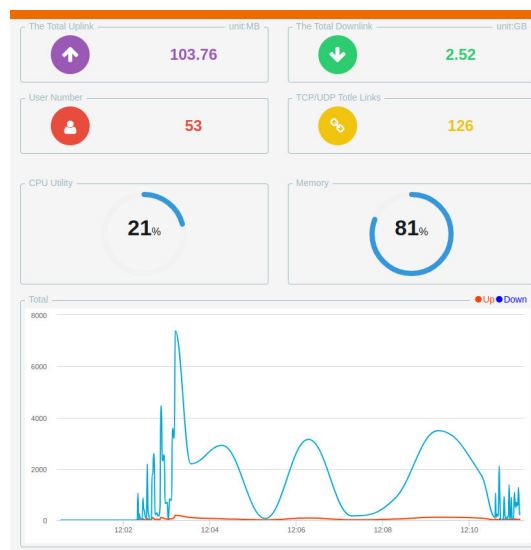 The Total Uplink unit:MB
103.76
The Total Downlink unit:GB
2.52
User Number
53
TCP/UDP Totle Links
126
CPU Utility
21%
Memory
81%
Total
Up Down
8000
6000
4000
2000
0
12:02 12:04 12:06 12:08 12:10